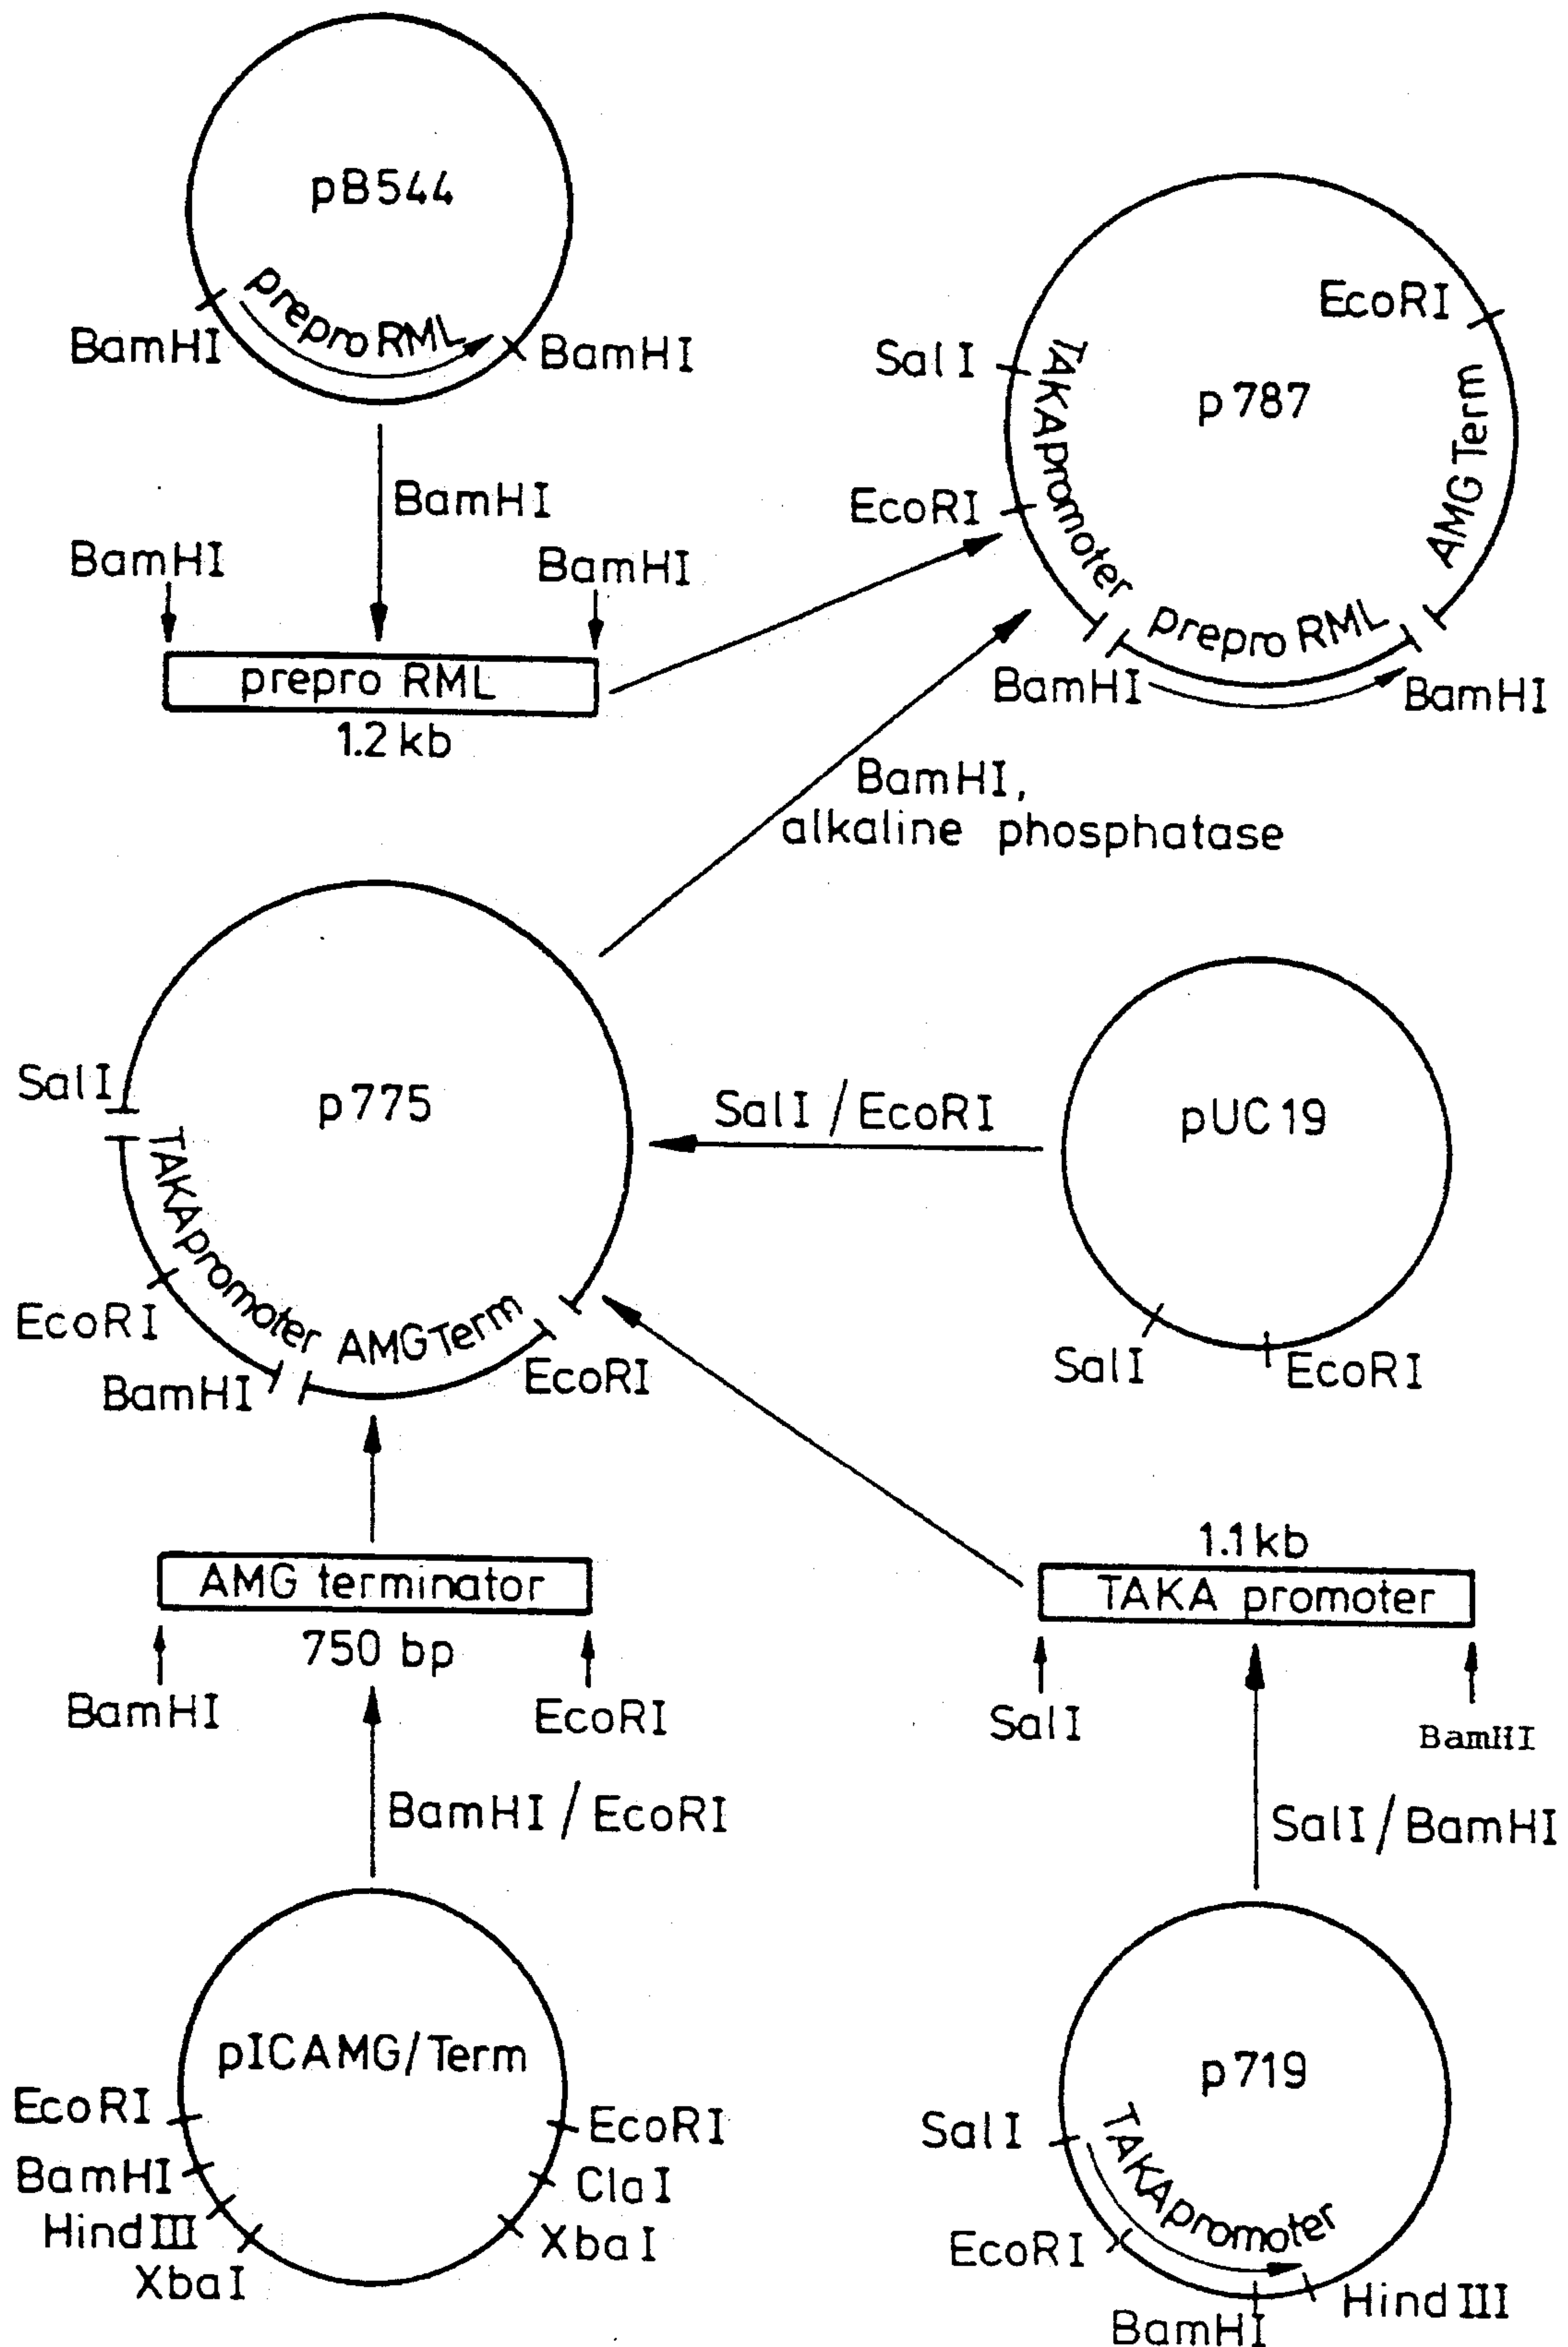 pB544
prepro RML
BamHI
BamHI
BamHI
BamHI
BamHI
prepro RML
1.2 kb
p787
EcoRI
Sal I
TAKApromoter
AMG Term
EcoRI
prepro RML
BamHI
BamHI
BamHI,
alkaline phosphatase
p775
SalI
TAKApromoter
EcoRI
AMGTerm
BamHI
EcoRI
SalI / EcoRI
pUC19
SalI
EcoRI
AMG terminator
750 bp
BamHI
EcoRI
BamHI / EcoRI
1.1kb
TAKA promoter
SalI
BamHI
SalI / BamHI
pICAMG/Term
EcoRI
BamHI
HindIII
XbaI
EcoRI
ClaI
XbaI
p719
SalI
TAKApromoter
EcoRI
BamHI
HindIII